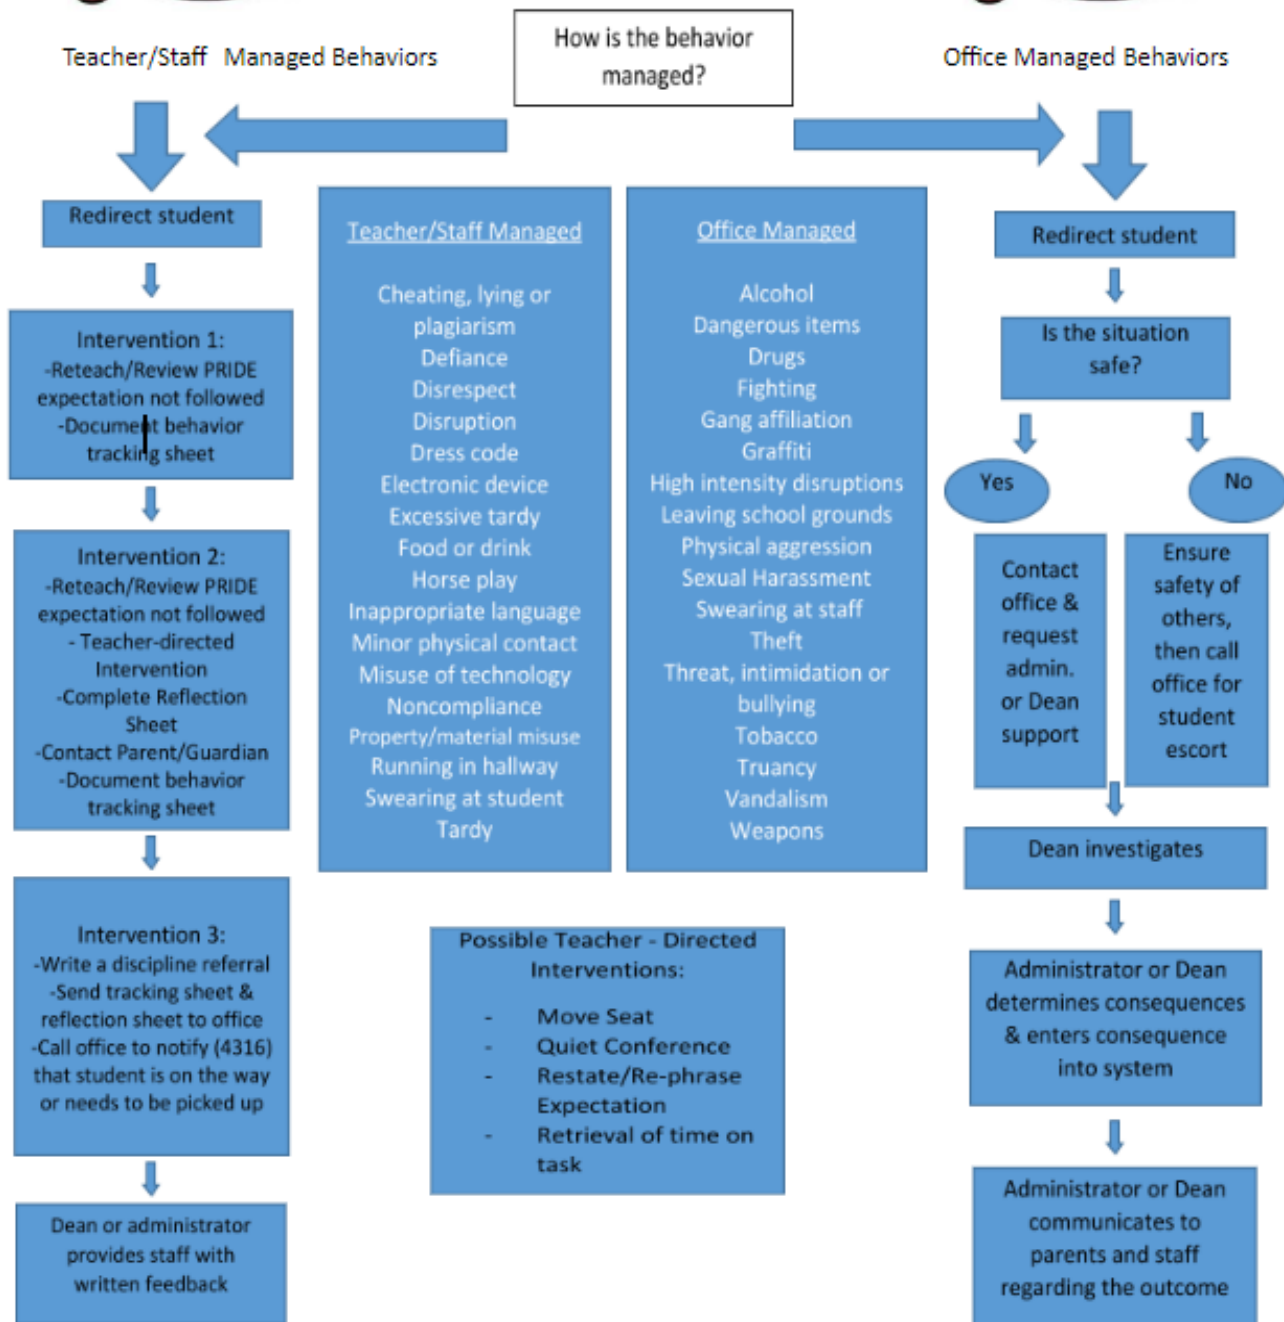 How is the behavior
managed?
Teacher/Staff   Managed Behaviors
Office Managed Behaviors
Redirect student
Intervention 1:
-Reteach/Review PRIDE
expectation not followed
-Document behavior
tracking sheet
Intervention 2:
-Reteach/Review PRIDE
expectation not followed
- Teacher-directed
Intervention
-Complete Reflection
Sheet
-Contact Parent/Guardian
-Document behavior
tracking sheet
Intervention 3:
-Write a discipline referral
-Send tracking sheet &
reflection sheet to office
-Call office to notify (4316)
that student is on the way
or needs to be picked up
Dean or administrator
provides staff with
written feedback
Teacher/Staff Managed
Cheating, lying or
plagiarism
Defiance
Disrespect
Disruption
Dress code
Electronic device
Excessive tardy
Food or drink
Horse play
Inappropriate language
Minor physical contact
Misuse of technology
Noncompliance
Property/material misuse
Running in hallway
Swearing at student
Tardy
Office Managed
Alcohol
Dangerous items
Drugs
Fighting
Gang affiliation
Graffiti
High intensity disruptions
Leaving school grounds
Physical aggression
Sexual Harassment
Swearing at staff
Theft
Threat, intimidation or
bullying
Tobacco
Truancy
Vandalism
Weapons
Possible Teacher - Directed
Interventions:
- Move Seat
- Quiet Conference
- Restate/Re-phrase
Expectation
- Retrieval of time on
task
Redirect student
Is the situation
safe?
Yes
No
Contact
office &
request
admin.
or Dean
support
Ensure
safety of
others,
then call
office for
student
escort
Dean investigates
Administrator or Dean
determines consequences
& enters consequence
into system
Administrator or Dean
communicates to
parents and staff
regarding the outcome